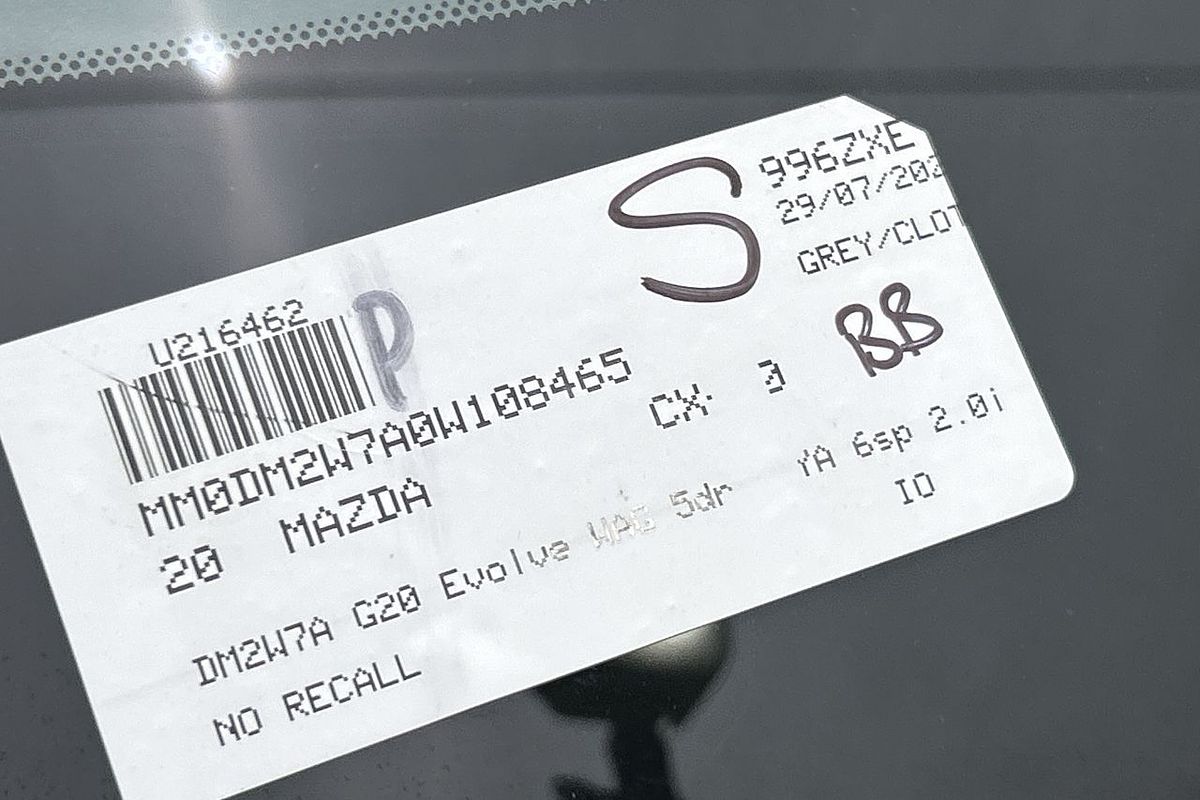 996ZXE
29/07/202
GREY/CLOT
S
BB
U216462
P
MM0DM2W7A0W108465
CX- 3
20 MAZDA
YA 6sp 2.0i
DM2W7A G20 Evolve WAG 5dr
IO
NO RECALL